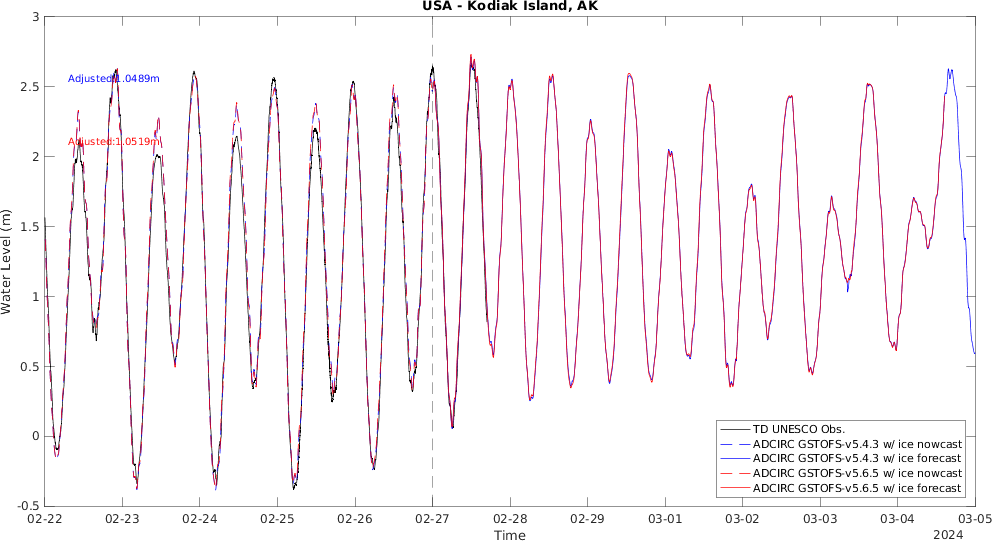 USA - Kodiak Island, AK
3
2.5
2
1.5
1
0.5
0
-0.5
Water Level (m)
Adjusted:1.0489m
Adjusted:1.0519m
TD UNESCO Obs.
ADCIRC GSTOFS-v5.4.3 w/ ice nowcast
ADCIRC GSTOFS-v5.4.3 w/ ice forecast
ADCIRC GSTOFS-v5.6.5 w/ ice nowcast
ADCIRC GSTOFS-v5.6.5 w/ ice forecast
02-22 02-23 02-24 02-25 02-26 02-27 02-28 02-29 03-01 03-02 03-03 03-04 03-05
Time
2024